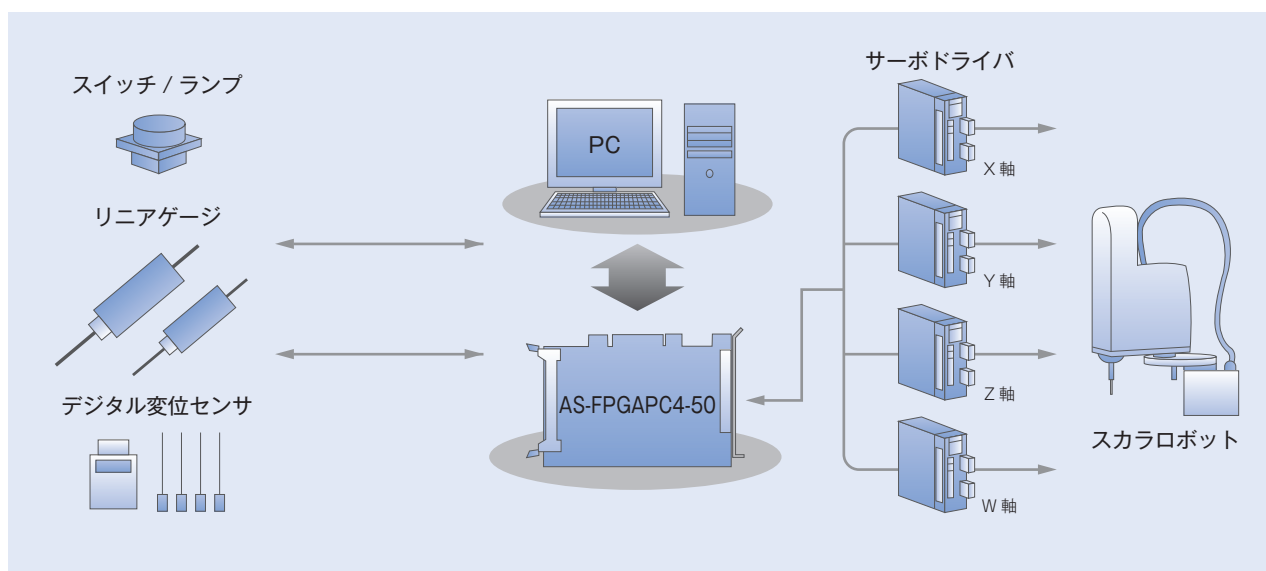 スイッチ / ランプ
リニアゲージ
デジタル変位センサ
PC
AS-FPGAPC4-50
サーボドライバ
X 軸
Y 軸
Z 軸
W 軸
スカラロボット